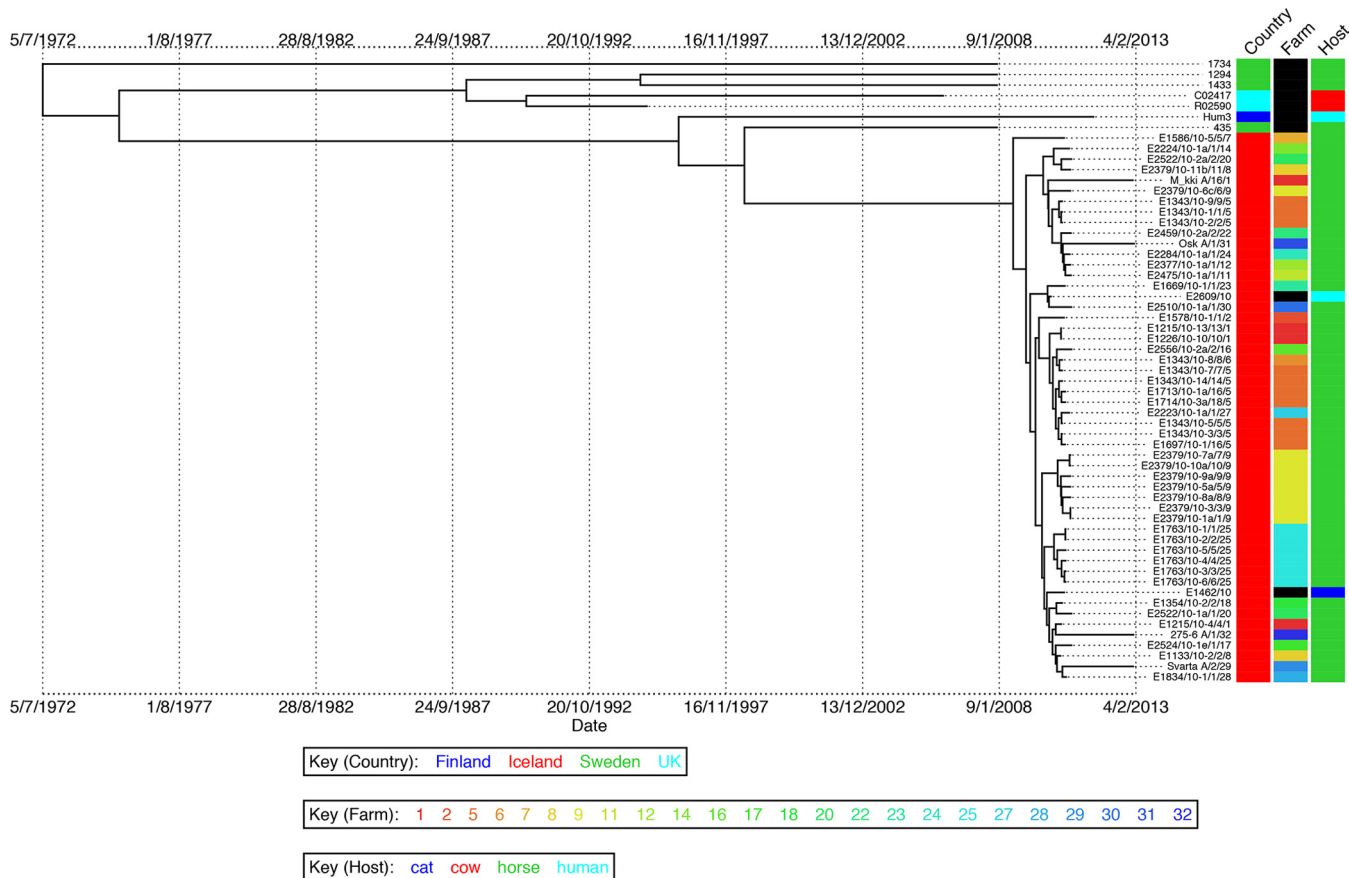 5/7/1972 1/8/1977 28/8/1982 24/9/1987 20/10/1992 16/11/1997 13/12/2002 9/1/2008 4/2/2013
Country Farm Host
1734
1294
1433
C02417
R02590
Hum3
435
E1586/10-5/5/7
E2224/10-1a/1/14
E2522/10-2a/2/20
E2379/10-11b/11/8
M_kki A/16/1
E2379/10-6c/6/9
E1343/10-9/9/5
E1343/10-1/1/5
E1343/10-2/2/5
E2459/10-2a/2/22
Osk A/1/31
E2284/10-1a/1/24
E2377/10-1a/1/12
E2475/10-1a/1/11
E1669/10-1/1/23
E2609/10
E2510/10-1a/1/30
E1578/10-1/1/2
E1215/10-13/13/1
E1226/10-10/10/1
E2556/10-2a/2/16
E1343/10-8/8/6
E1343/10-7/7/5
E1343/10-14/14/5
E1713/10-1a/16/5
E1714/10-3a/18/5
E2223/10-1a/1/27
E1343/10-5/5/5
E1343/10-3/3/5
E1697/10-1/16/5
E2379/10-7a/7/9
E2379/10-10a/10/9
E2379/10-9a/9/9
E2379/10-5a/5/9
E2379/10-8a/8/9
E2379/10-3/3/9
E2379/10-1a/1/9
E1763/10-1/1/25
E1763/10-2/2/25
E1763/10-5/5/25
E1763/10-4/4/25
E1763/10-3/3/25
E1763/10-6/6/25
E1462/10
E1354/10-2/2/18
E2522/10-1a/1/20
E1215/10-4/4/1
275-6 A/1/32
E2524/10-1e/1/17
E1133/10-2/2/8
Svarta A/2/29
E1834/10-1/1/28
5/7/1972 1/8/1977 28/8/1982 24/9/1987 20/10/1992 16/11/1997 13/12/2002 9/1/2008 4/2/2013
Date
Key (Country): Finland Iceland Sweden UK
Key (Farm): 1 2 5 6 7 8 9 11 12 14 16 17 18 20 22 23 24 25 27 28 29 30 31 32
Key (Host): cat cow horse human